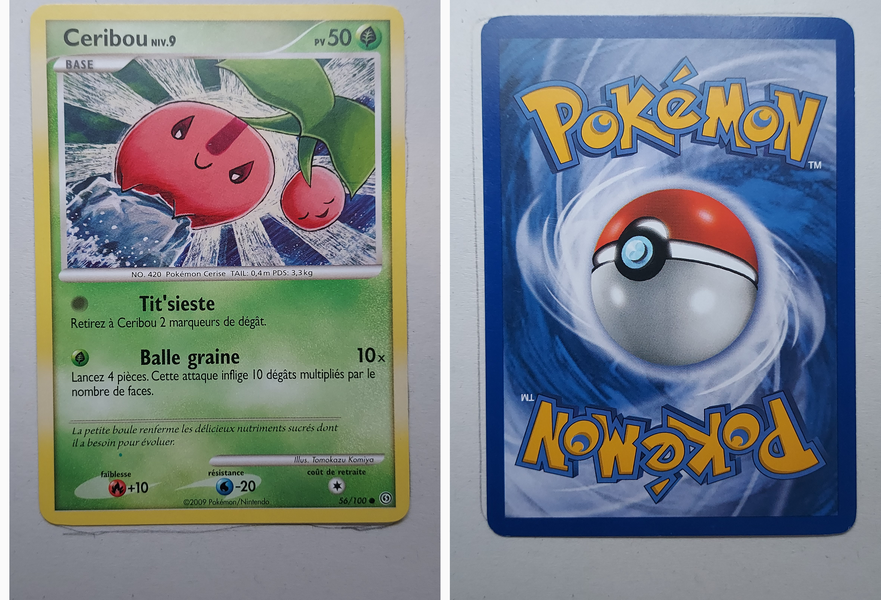 Ceribou NIV.9
PV 50
BASE
NO. 420 Pokémon Cerise TAIL: 0,4m PDS: 3,3kg
Tit'sieste
Retirez à Ceribou 2 marqueurs de dégât.
Balle graine 10x
Lancez 4 pièces. Cette attaque inflige 10 dégâts multipliés par le
nombre de faces.
La petite boule renferme les délicieux nutriments sucrés dont
il a besoin pour évoluer.
Illus. Tomokazu Komiya
faiblesse résistance coût de retraite
+10 -20
©2009 Pokémon/Nintendo
56/100
POKéMON
TM
TM
POKéMON